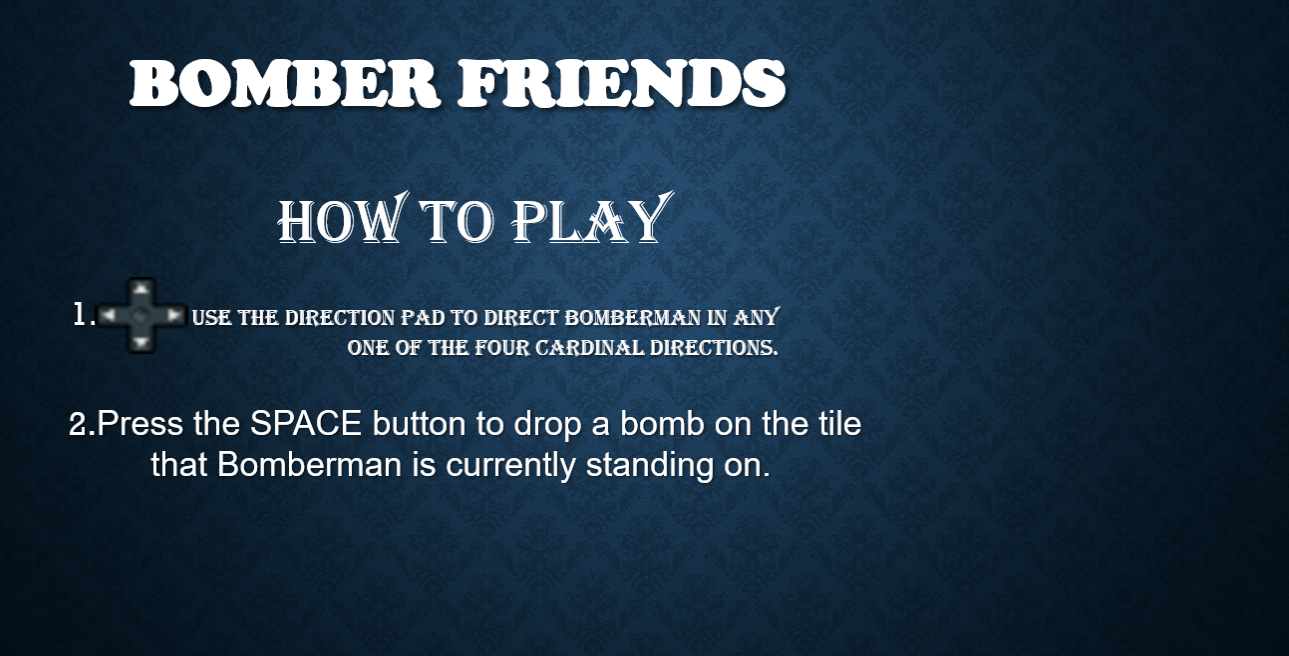 BOMBER FRIENDS
HOW TO PLAY
1. USE THE DIRECTION PAD TO DIRECT BOMBERMAN IN ANY
ONE OF THE FOUR CARDINAL DIRECTIONS.
2.Press the SPACE button to drop a bomb on the tile
that Bomberman is currently standing on.